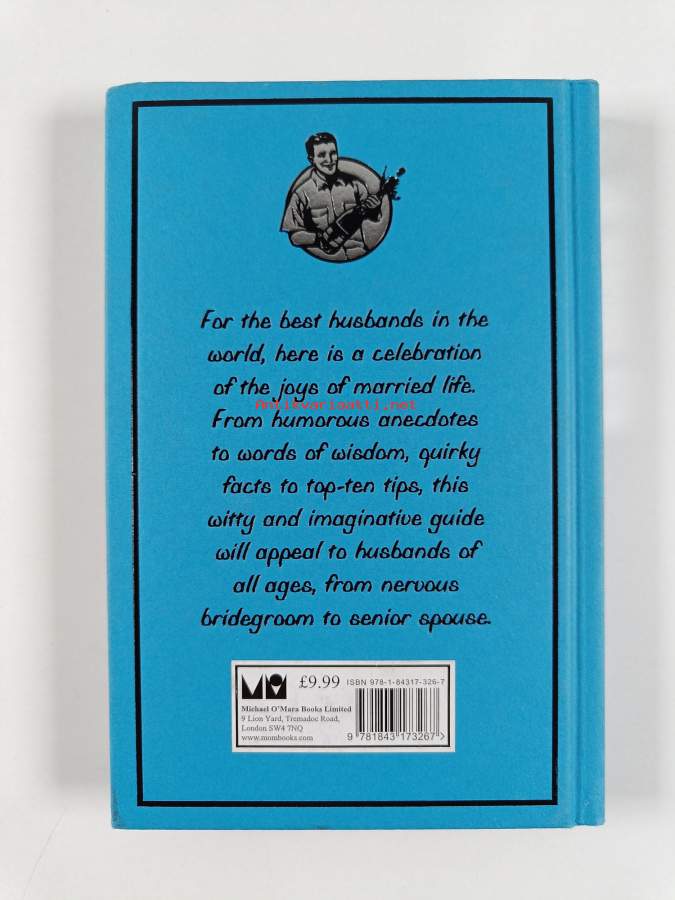 For the best husbands in the
world, here is a celebration
of the joys of married life.
Antikvariaatti.net
From humorous anecdotes
to words of wisdom, quirky
facts to top-ten tips, this
witty and imaginative guide
will appeal to husbands of
all ages, from nervous
bridegroom to senior spouse.
£9.99
ISBN 978-1-84317-326-7
Michael O'Mara Books Limited
9 Lion Yard, Tremadoc Road,
London SW4 7NQ
www.mombooks.com
9 781843 173267 >